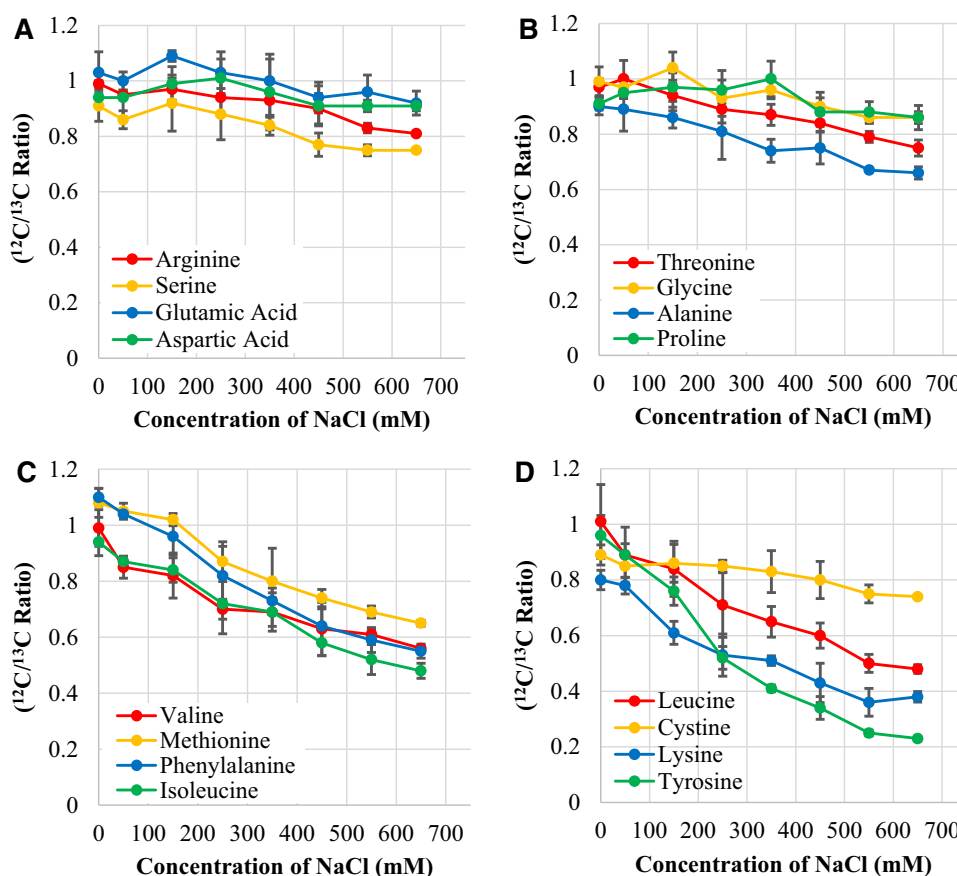 A
1.2
1
0.8
0.6
0.4
0.2
0
(¹²C/¹³C Ratio)
Arginine
Serine
Glutamic Acid
Aspartic Acid
0 100 200 300 400 500 600 700
Concentration of NaCl (mM)
B
1.2
1
0.8
0.6
0.4
0.2
0
(¹²C/¹³C Ratio)
Threonine
Glycine
Alanine
Proline
0 100 200 300 400 500 600 700
Concentration of NaCl (mM)
C
1.2
1
0.8
0.6
0.4
0.2
0
(¹²C/¹³C Ratio)
Valine
Methionine
Phenylalanine
Isoleucine
0 100 200 300 400 500 600 700
Concentration of NaCl (mM)
D
1.2
1
0.8
0.6
0.4
0.2
0
(¹²C/¹³C Ratio)
Leucine
Cystine
Lysine
Tyrosine
0 100 200 300 400 500 600 700
Concentration of NaCl (mM)